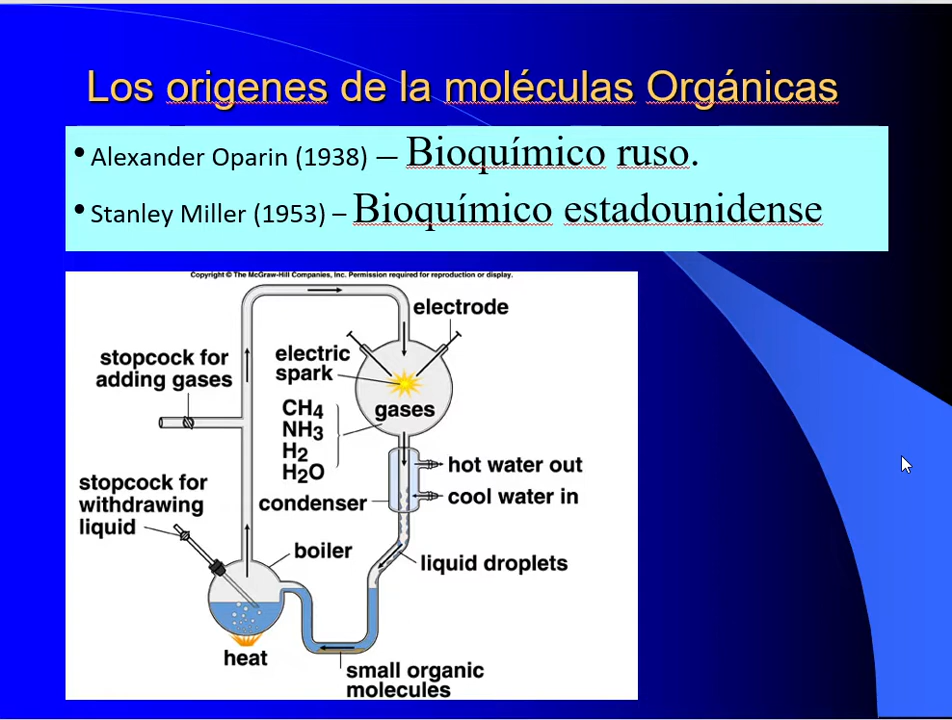 Los origenes de la moléculas Orgánicas
•Alexander Oparin (1938) — Bioquímico ruso.
•Stanley Miller (1953) – Bioquímico estadounidense
Copyright © The McGraw-Hill Companies, Inc. Permission required for reproduction or display.
electrode
stopcock for
adding gases
electric
spark
gases
CH4
NH3
H2
H2O
hot water out
stopcock for
withdrawing
liquid
condenser
cool water in
boiler
liquid droplets
heat
small organic
molecules